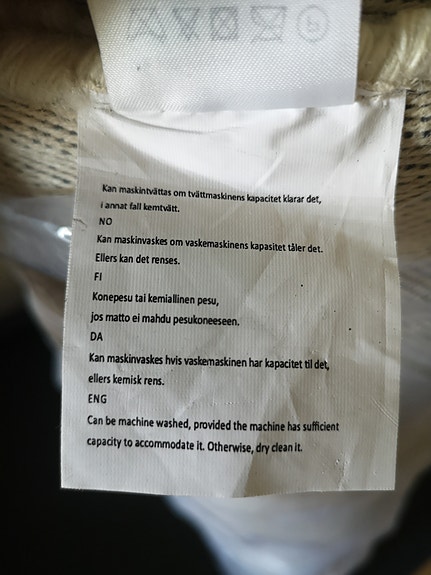 Kan maskintvättas om tvättmaskinens kapacitet klarar det,
i annat fall kemtvätt.
NO
Kan maskinvaskes om vaskemaskinens kapasitet tåler det.
Ellers kan det renses.
FI
Konepesu tai kemiallinen pesu,
jos matto ei mahdu pesukoneeseen.
DA
Kan maskinvaskes hvis vaskemaskinen har kapacitet til det,
ellers kemisk rens.
ENG
Can be machine washed, provided the machine has sufficient
capacity to accommodate it. Otherwise, dry clean it.